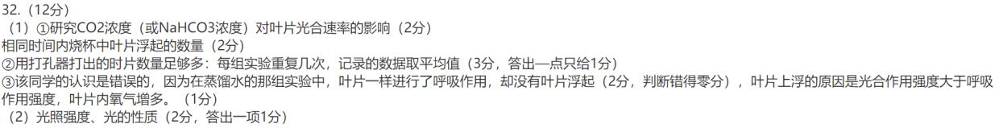 32.（12分）
（1）①研究CO2浓度（或NaHCO3浓度）对叶片光合速率的影响（2分）
相同时间内烧杯中叶片浮起的数量（2分）
②用打孔器打出的时片数量足够多：每组实验重复几次，记录的数据取平均值（3分，答出—点只给1分）
③该同学的认识是错误的，因为在蒸馏水的那组实验中，叶片一样进行了呼吸作用，却没有叶片浮起（2分，判断错得零分），叶片上浮的原因是光合作用强度大于呼吸
作用强度，叶片内氧气增多。（1分）
（2）光照强度、光的性质（2分，答出一项1分）